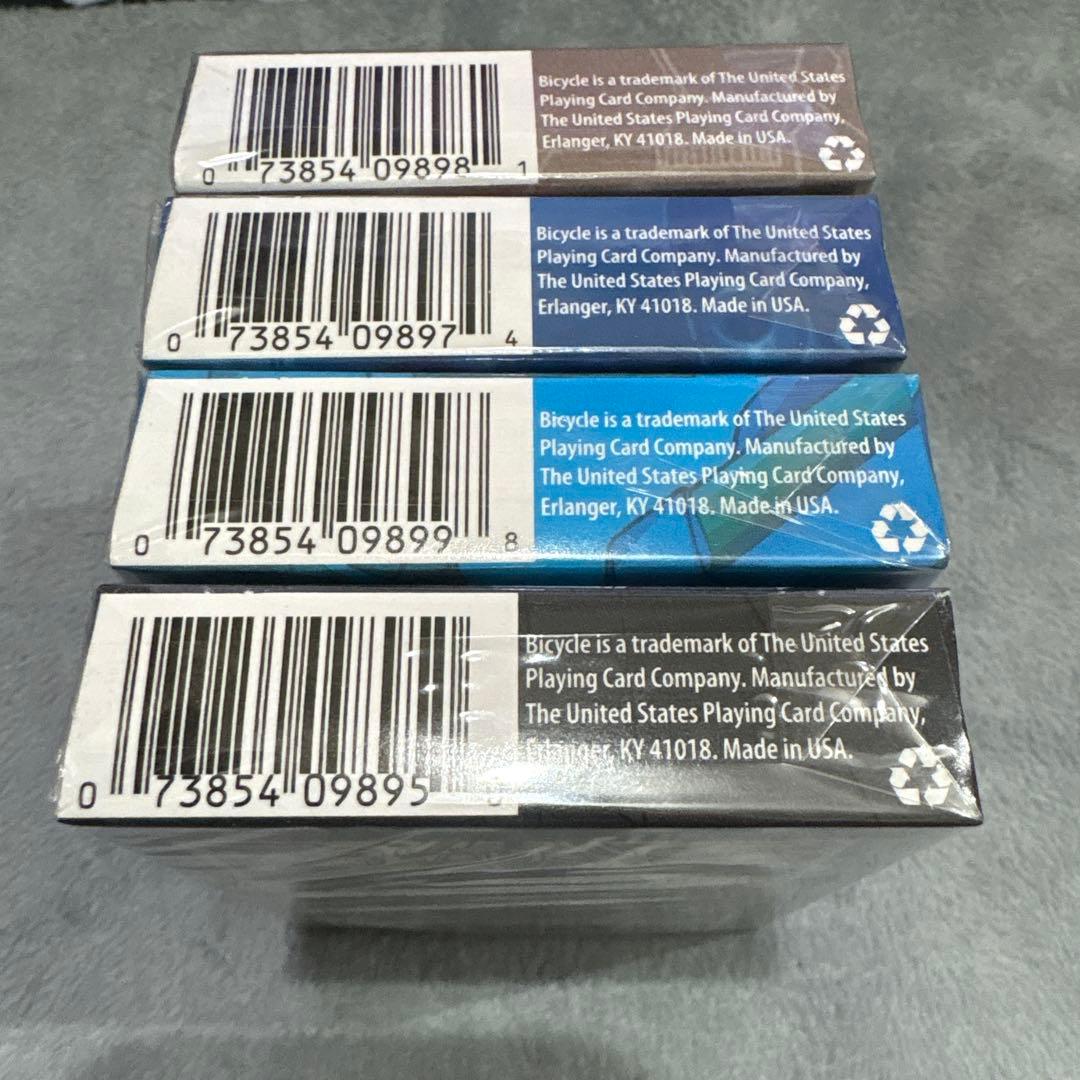 0 73854 09898 1
Bicycle is a trademark of The United States
Playing Card Company. Manufactured by
The United States Playing Card Company,
Erlanger, KY 41018. Made in USA.
0 73854 09897 4
Bicycle is a trademark of The United States
Playing Card Company. Manufactured by
The United States Playing Card Company,
Erlanger, KY 41018. Made in USA.
0 73854 09899 8
Bicycle is a trademark of The United States
Playing Card Company. Manufactured by
The United States Playing Card Company,
Erlanger, KY 41018. Made in USA.
0 73854 09895
Bicycle is a trademark of The United States
Playing Card Company. Manufactured by
The United States Playing Card Company,
Erlanger, KY 41018. Made in USA.